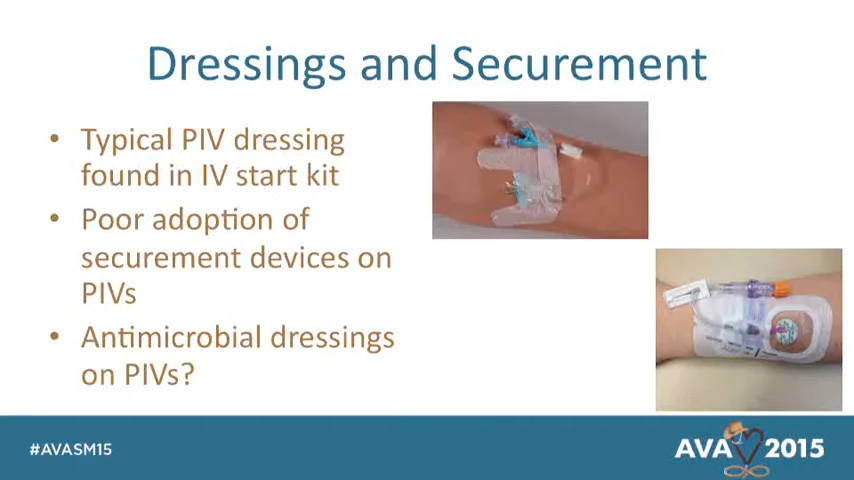 Dressings and Securement
• Typical PIV dressing
found in IV start kit
• Poor adoption of
securement devices on
PIVs
• Antimicrobial dressings
on PIVs?
#AVASM15
AVA 2015